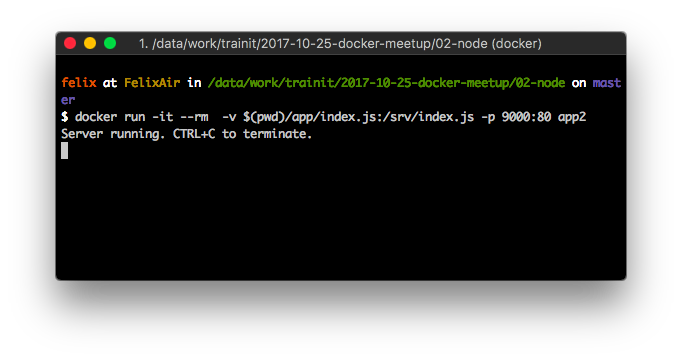 1. /data/work/trainit/2017-10-25-docker-meetup/02-node (docker)
felix at FelixAir in /data/work/trainit/2017-10-25-docker-meetup/02-node on mast
er
$ docker run -it --rm  -v $(pwd)/app/index.js:/srv/index.js -p 9000:80 app2
Server running. CTRL+C to terminate.